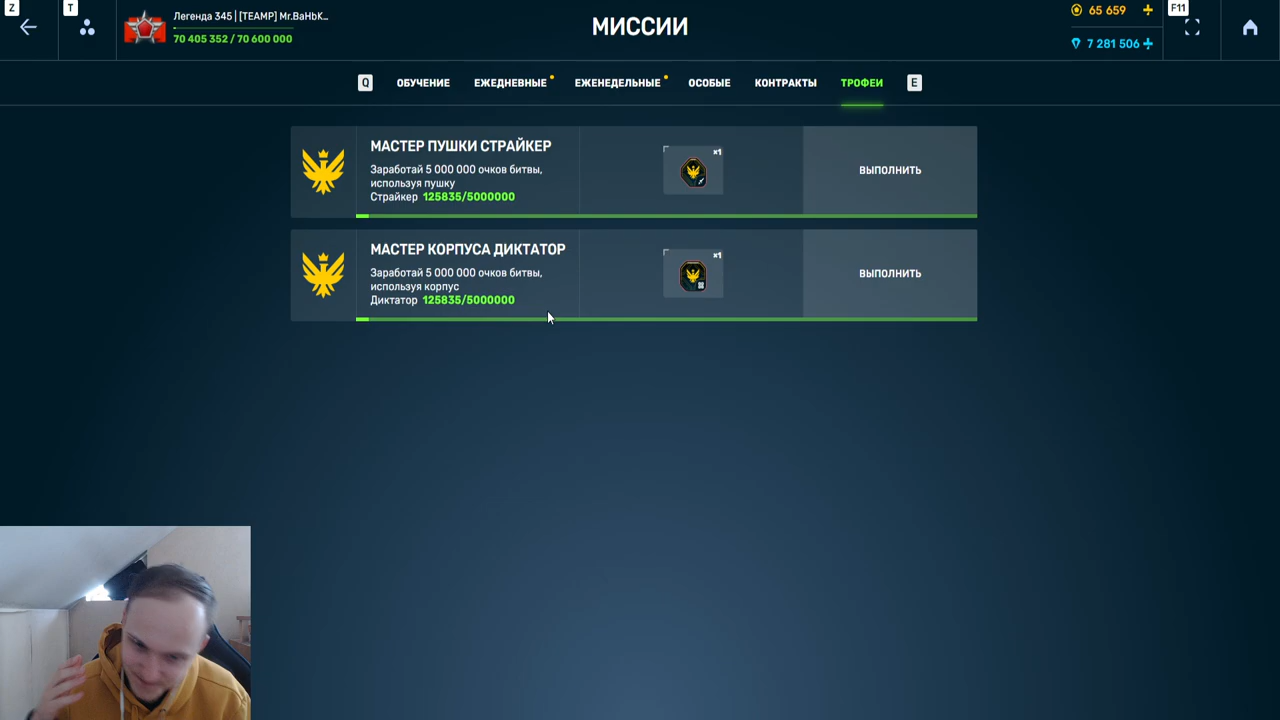 Z
T
Легенда 345 | [TEAMP] Mr.BaHbK...
70 405 352 / 70 600 000
МИССИИ
65 659
7 281 506
F11
Q
ОБУЧЕНИЕ
ЕЖЕДНЕВНЫЕ
ЕЖЕНЕДЕЛЬНЫЕ
ОСОБЫЕ
КОНТРАКТЫ
ТРОФЕИ
E
МАСТЕР ПУШКИ СТРАЙКЕР
Заработай 5 000 000 очков битвы,
используя пушку
Страйкер 125835/5000000
x1
ВЫПОЛНИТЬ
МАСТЕР КОРПУСА ДИКТАТОР
Заработай 5 000 000 очков битвы,
используя корпус
Диктатор 125835/5000000
x1
ВЫПОЛНИТЬ